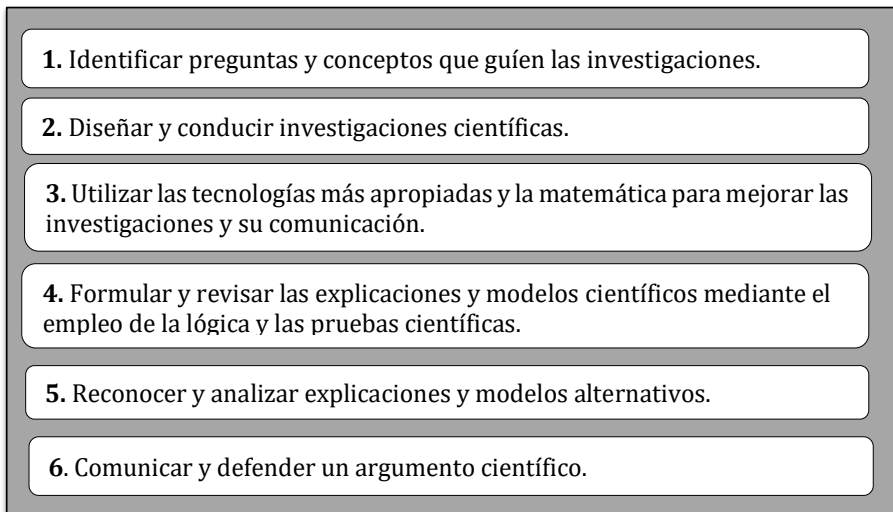 1. Identificar preguntas y conceptos que guíen las investigaciones.
2. Diseñar y conducir investigaciones científicas.
3. Utilizar las tecnologías más apropiadas y la matemática para mejorar las
investigaciones y su comunicación.
4. Formular y revisar las explicaciones y modelos científicos mediante el
empleo de la lógica y las pruebas científicas.
5. Reconocer y analizar explicaciones y modelos alternativos.
6. Comunicar y defender un argumento científico.